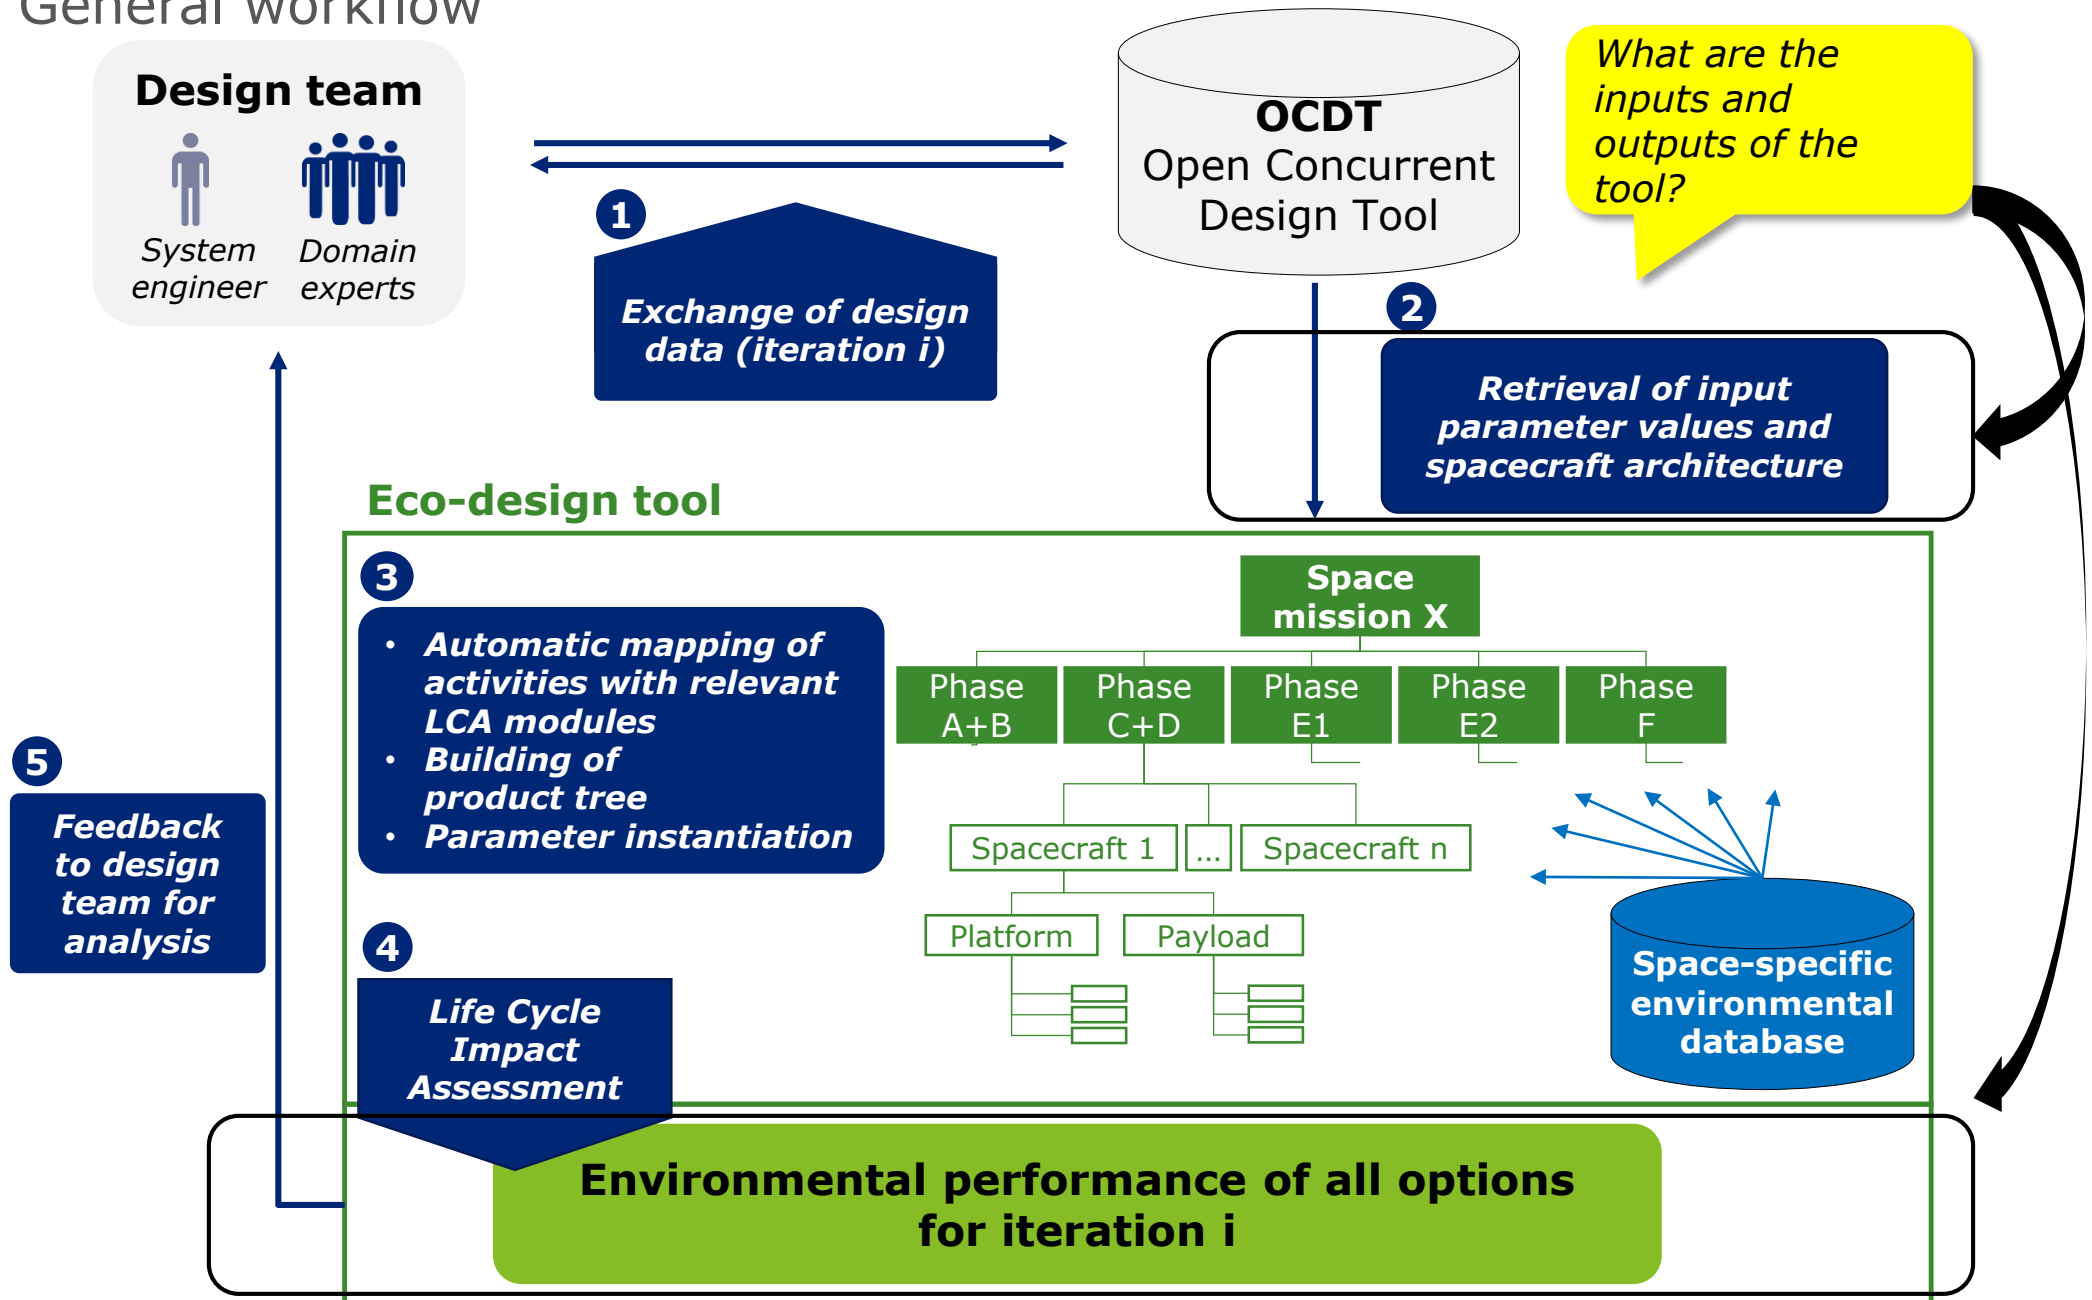 General workflow
Design team
System
engineer
Domain
experts
1
Exchange of design
data (iteration i)
OCDT
Open Concurrent
Design Tool
What are the
inputs and
outputs of the
tool?
2
Retrieval of input
parameter values and
spacecraft architecture
Eco-design tool
3
• Automatic mapping of
activities with relevant
LCA modules
• Building of
product tree
• Parameter instantiation
Space
mission X
Phase
A+B
Phase
C+D
Phase
E1
Phase
E2
Phase
F
Spacecraft 1
...
Spacecraft n
Platform
Payload
Space-specific
environmental
database
5
Feedback
to design
team for
analysis
4
Life Cycle
Impact
Assessment
Environmental performance of all options
for iteration i